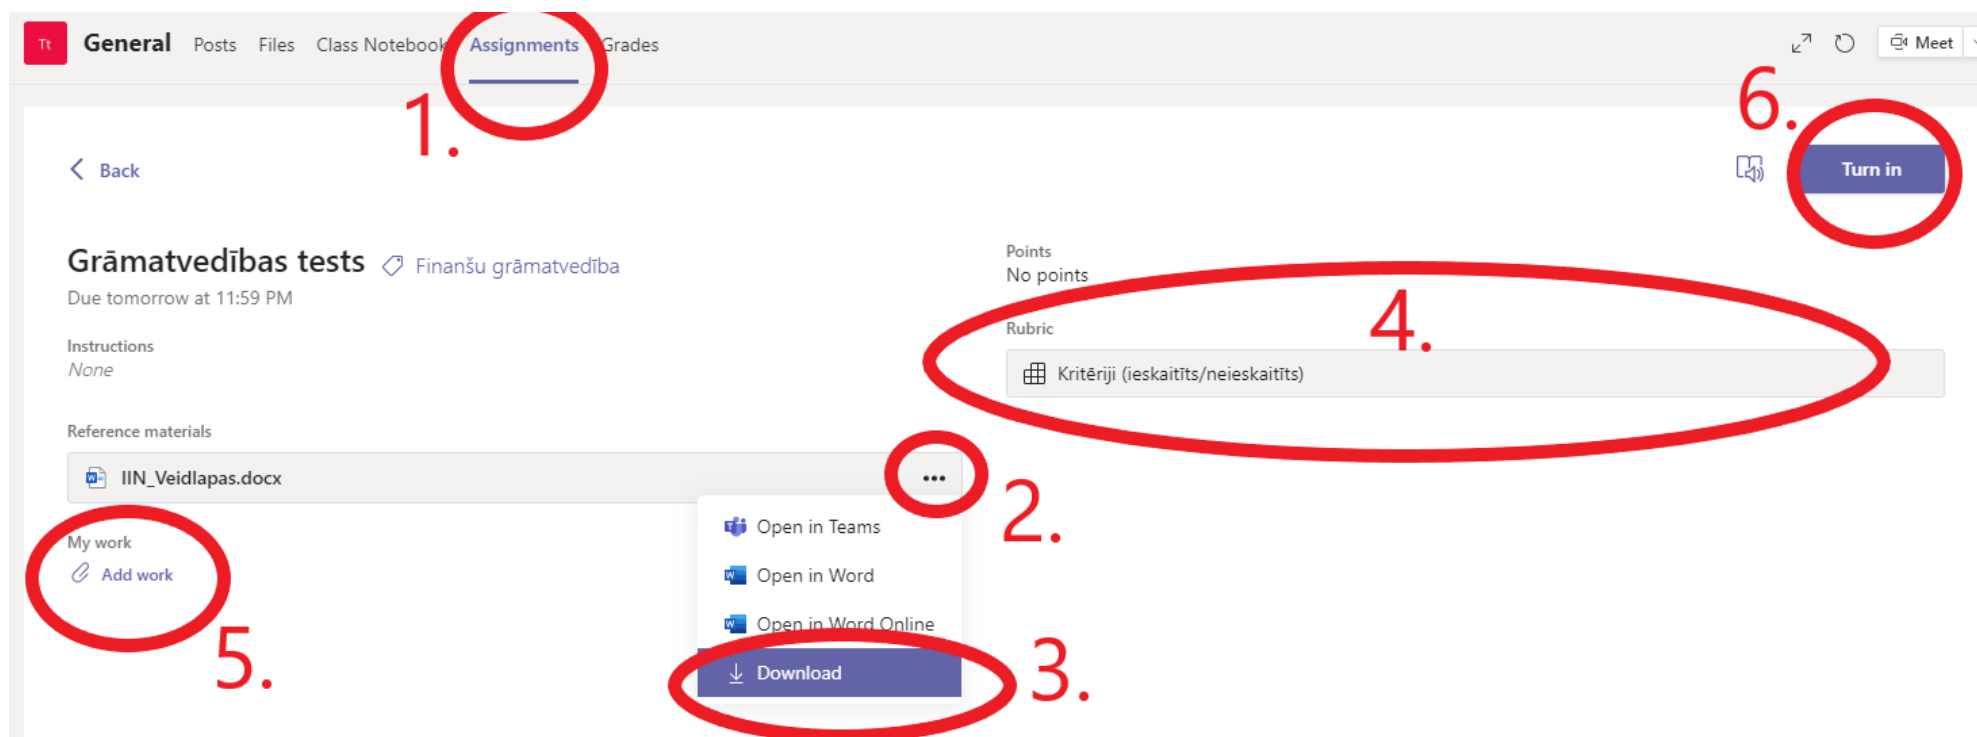 Tt General Posts Files Class Notebook Assignments Grades Meet
1.
6.
Back
Turn in
Grāmatvedības tests Finanšu grāmatvedība
Due tomorrow at 11:59 PM
Points
No points
4.
Rubric
Kritēriji (ieskaitīts/neieskaitīts)
Instructions
None
Reference materials
IIN_Veidlapas.docx
2.
Open in Teams
Open in Word
Open in Word Online
Download
3.
My work
Add work
5.